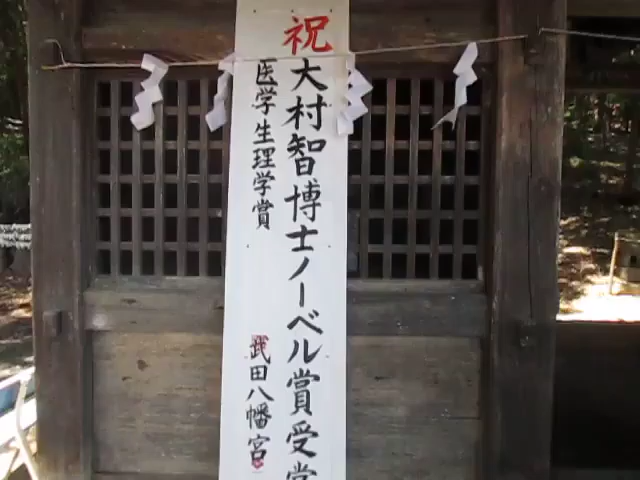 祝
大村智博士ノーベル賞受賞
医学生理学賞
武田八幡宮